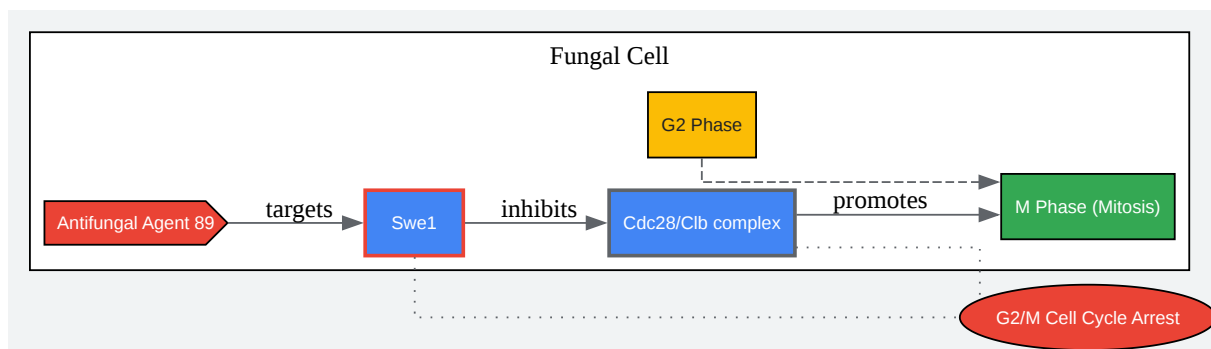 Fungal Cell
G2 Phase
Antifungal Agent 89
targets
Swe1
inhibits
Cdc28/Clb complex
promotes
M Phase (Mitosis)
G2/M Cell Cycle Arrest